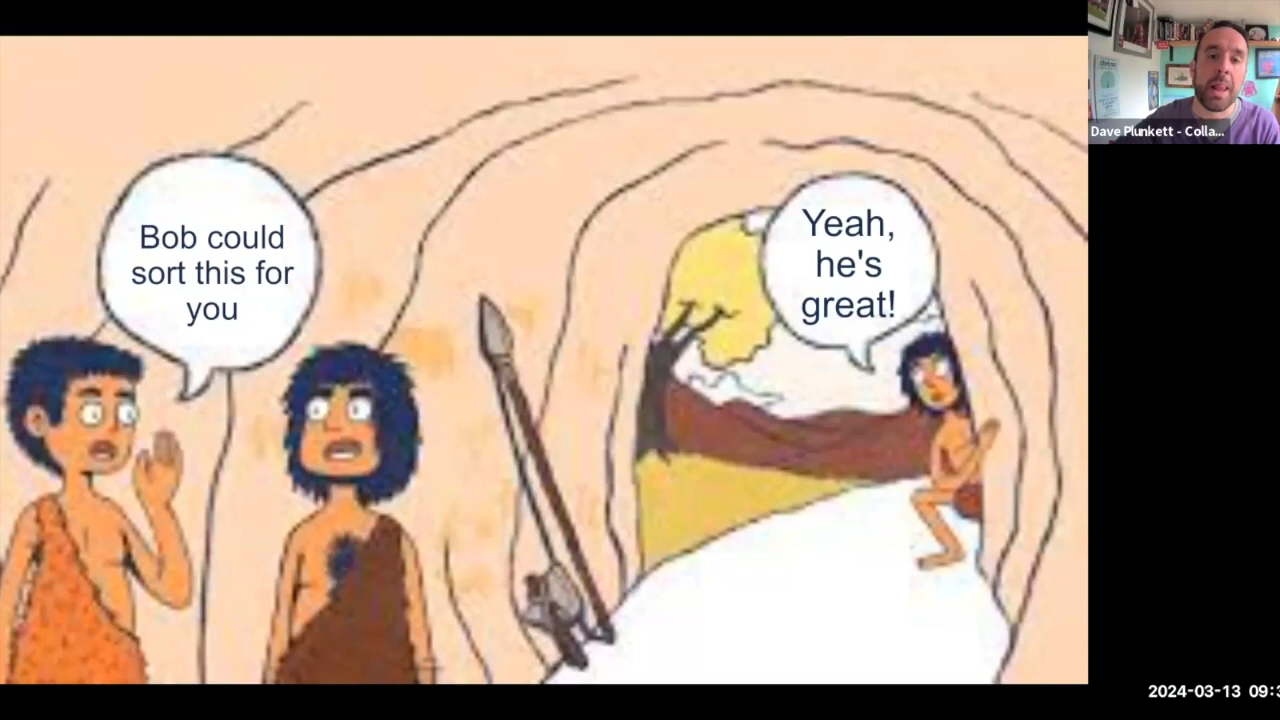 Bob could
sort this for
you
Yeah,
he's
great!
Dave Plunkett - Colla...
2024-03-13 09:3